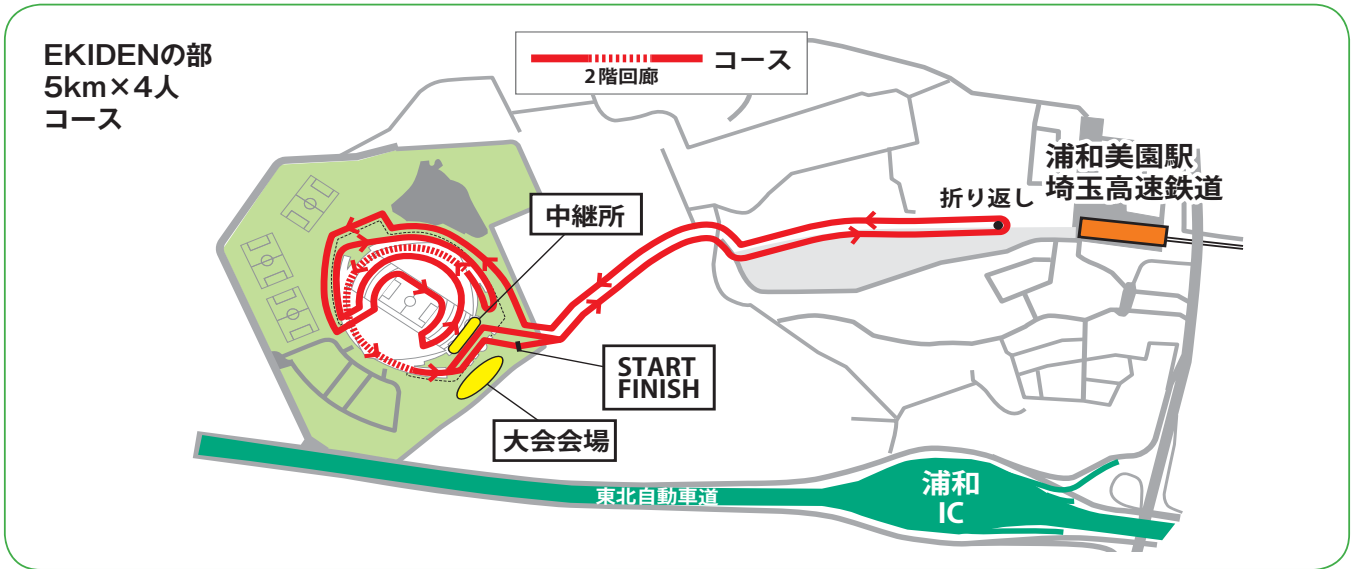 EKIDENの部
5km×4人
コース
2階回廊
コース
浦和美園駅
埼玉高速鉄道
折り返し
中継所
START
FINISH
大会会場
東北自動車道
浦和
IC